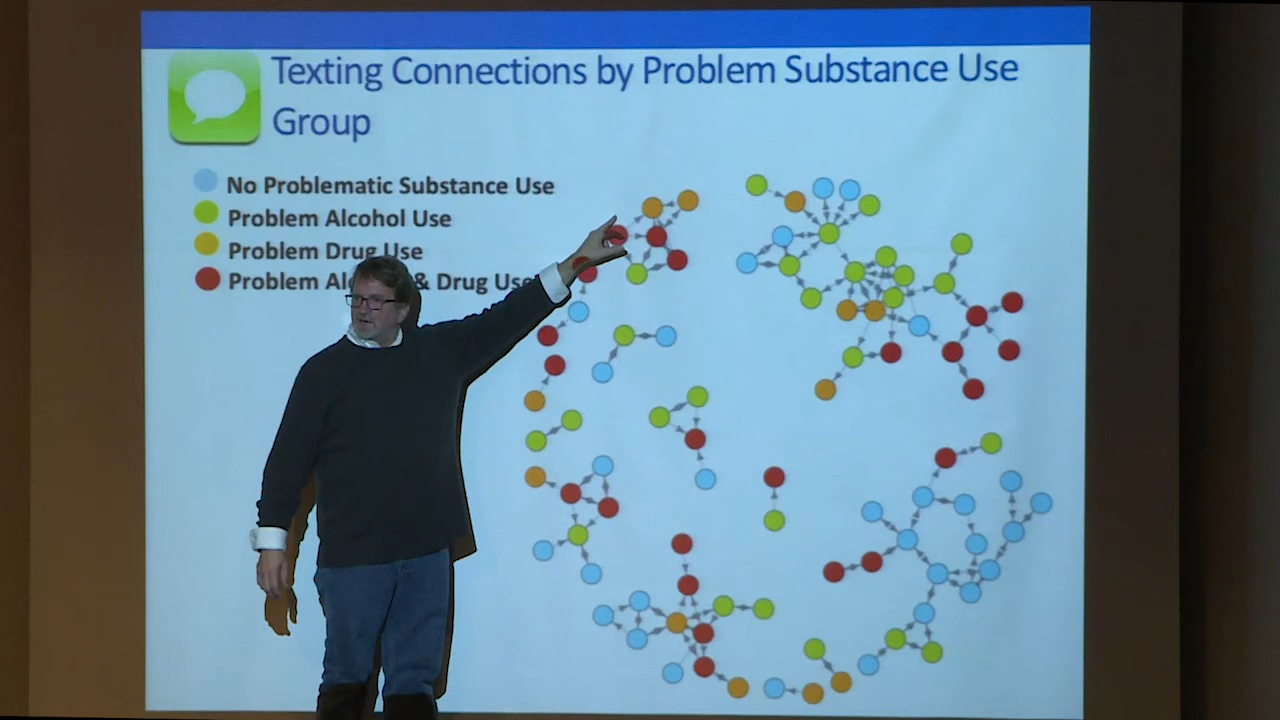 Texting Connections by Problem Substance Use
Group
No Problematic Substance Use
Problem Alcohol Use
Problem Drug Use
Problem & Drug Use